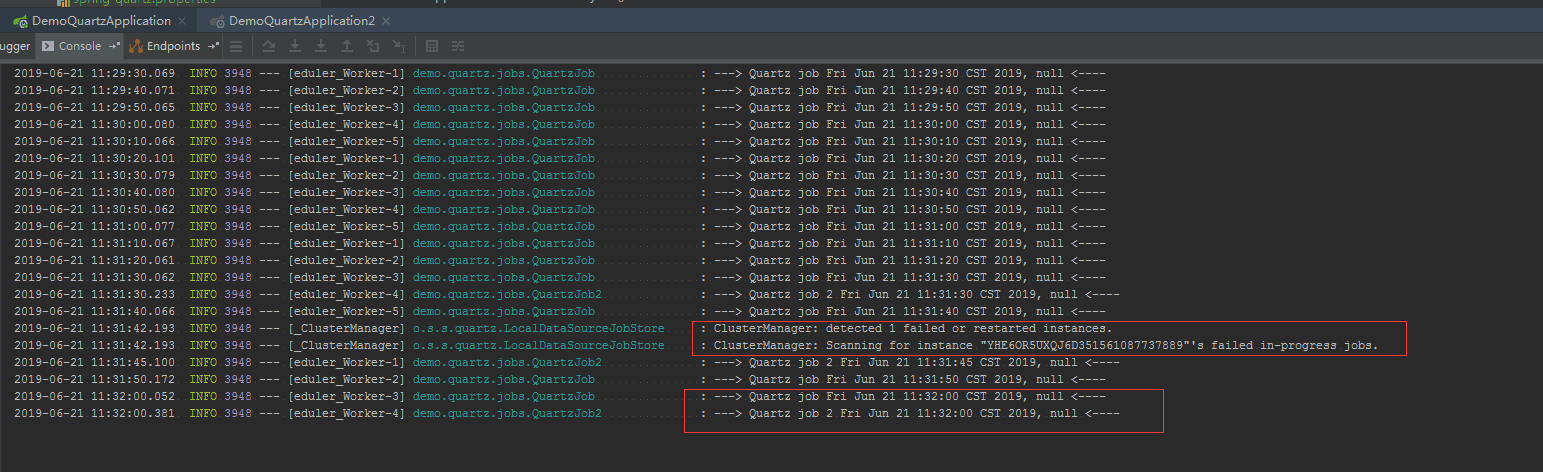 spring-quartz.properties
DemoQuartzApplication × DemoQuartzApplication2 ×
ugger Console Endpoints
2019-06-21 11:29:30.069 INFO 3948 --- [eduler_Worker-1] demo.quartz.jobs.QuartzJob : ---> Quartz job Fri Jun 21 11:29:30 CST 2019, null <----
2019-06-21 11:29:40.071 INFO 3948 --- [eduler_Worker-2] demo.quartz.jobs.QuartzJob : ---> Quartz job Fri Jun 21 11:29:40 CST 2019, null <----
2019-06-21 11:29:50.065 INFO 3948 --- [eduler_Worker-3] demo.quartz.jobs.QuartzJob : ---> Quartz job Fri Jun 21 11:29:50 CST 2019, null <----
2019-06-21 11:30:00.080 INFO 3948 --- [eduler_Worker-4] demo.quartz.jobs.QuartzJob : ---> Quartz job Fri Jun 21 11:30:00 CST 2019, null <----
2019-06-21 11:30:10.066 INFO 3948 --- [eduler_Worker-5] demo.quartz.jobs.QuartzJob : ---> Quartz job Fri Jun 21 11:30:10 CST 2019, null <----
2019-06-21 11:30:20.101 INFO 3948 --- [eduler_Worker-1] demo.quartz.jobs.QuartzJob : ---> Quartz job Fri Jun 21 11:30:20 CST 2019, null <----
2019-06-21 11:30:30.079 INFO 3948 --- [eduler_Worker-2] demo.quartz.jobs.QuartzJob : ---> Quartz job Fri Jun 21 11:30:30 CST 2019, null <----
2019-06-21 11:30:40.080 INFO 3948 --- [eduler_Worker-3] demo.quartz.jobs.QuartzJob : ---> Quartz job Fri Jun 21 11:30:40 CST 2019, null <----
2019-06-21 11:30:50.062 INFO 3948 --- [eduler_Worker-4] demo.quartz.jobs.QuartzJob : ---> Quartz job Fri Jun 21 11:30:50 CST 2019, null <----
2019-06-21 11:31:00.077 INFO 3948 --- [eduler_Worker-5] demo.quartz.jobs.QuartzJob : ---> Quartz job Fri Jun 21 11:31:00 CST 2019, null <----
2019-06-21 11:31:10.067 INFO 3948 --- [eduler_Worker-1] demo.quartz.jobs.QuartzJob : ---> Quartz job Fri Jun 21 11:31:10 CST 2019, null <----
2019-06-21 11:31:20.061 INFO 3948 --- [eduler_Worker-2] demo.quartz.jobs.QuartzJob : ---> Quartz job Fri Jun 21 11:31:20 CST 2019, null <----
2019-06-21 11:31:30.062 INFO 3948 --- [eduler_Worker-3] demo.quartz.jobs.QuartzJob : ---> Quartz job Fri Jun 21 11:31:30 CST 2019, null <----
2019-06-21 11:31:30.233 INFO 3948 --- [eduler_Worker-4] demo.quartz.jobs.QuartzJob2 : ---> Quartz job 2 Fri Jun 21 11:31:30 CST 2019, null <----
2019-06-21 11:31:40.066 INFO 3948 --- [eduler_Worker-5] demo.quartz.jobs.QuartzJob : ---> Quartz job Fri Jun 21 11:31:40 CST 2019, null <----
2019-06-21 11:31:42.193 INFO 3948 --- [_ClusterManager] o.s.s.quartz.LocalDataSourceJobStore : ClusterManager: detected 1 failed or restarted instances.
2019-06-21 11:31:42.193 INFO 3948 --- [_ClusterManager] o.s.s.quartz.LocalDataSourceJobStore : ClusterManager: Scanning for instance "YHE6OR5UXQJ6D351561087737889"'s failed in-progress jobs.
2019-06-21 11:31:45.100 INFO 3948 --- [eduler_Worker-1] demo.quartz.jobs.QuartzJob2 : ---> Quartz job 2 Fri Jun 21 11:31:45 CST 2019, null <----
2019-06-21 11:31:50.172 INFO 3948 --- [eduler_Worker-2] demo.quartz.jobs.QuartzJob : ---> Quartz job Fri Jun 21 11:31:50 CST 2019, null <----
2019-06-21 11:32:00.052 INFO 3948 --- [eduler_Worker-3] demo.quartz.jobs.QuartzJob : ---> Quartz job Fri Jun 21 11:32:00 CST 2019, null <----
2019-06-21 11:32:00.381 INFO 3948 --- [eduler_Worker-4] demo.quartz.jobs.QuartzJob2 : ---> Quartz job 2 Fri Jun 21 11:32:00 CST 2019, null <----